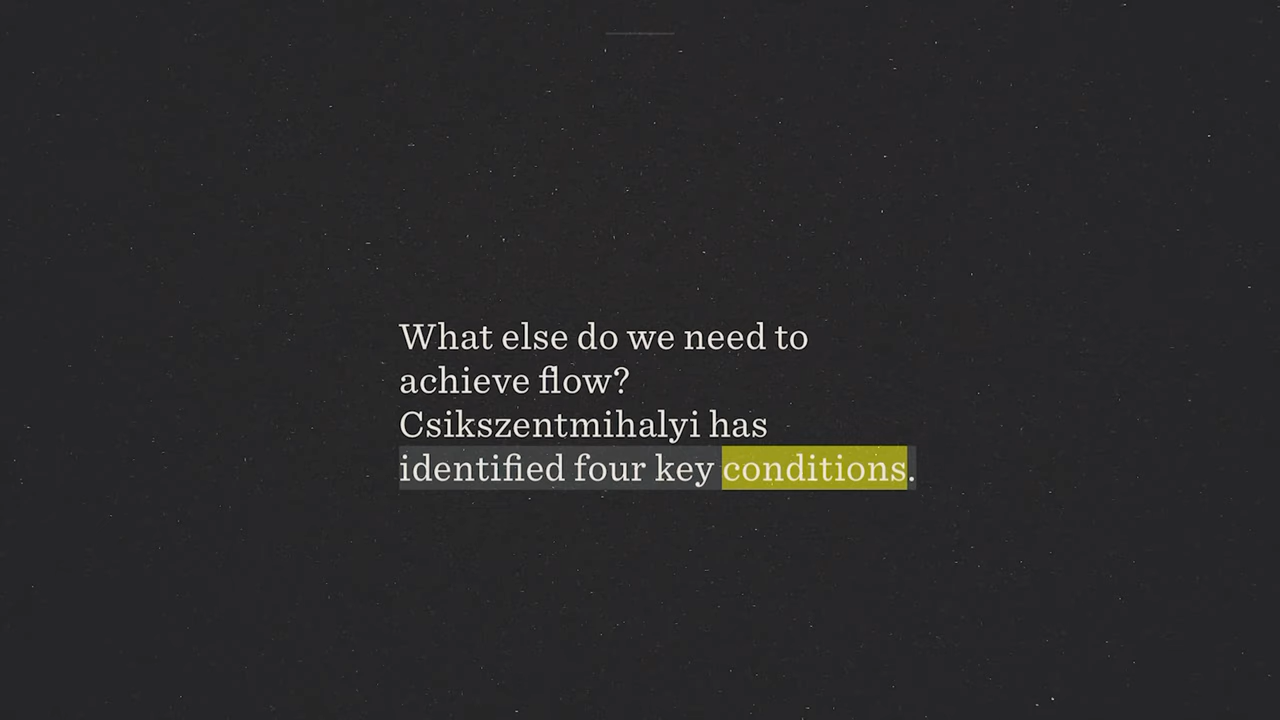 What else do we need to
achieve flow?
Csikszentmihalyi has
identified four key conditions.